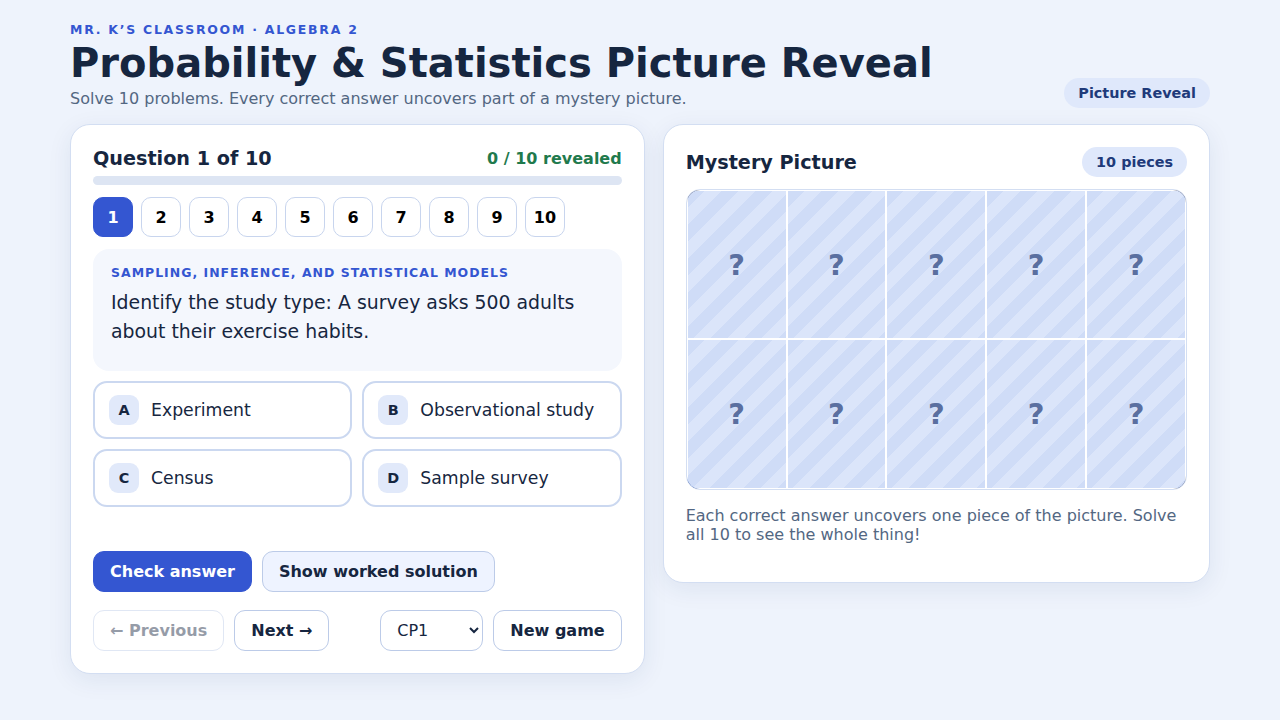 MR. K’S CLASSROOM · ALGEBRA 2
Probability & Statistics Picture Reveal
Solve 10 problems. Every correct answer uncovers part of a mystery picture.
Picture Reveal
Question 1 of 10
0 / 10 revealed
1 2 3 4 5 6 7 8 9 10
SAMPLING, INFERENCE, AND STATISTICAL MODELS
Identify the study type: A survey asks 500 adults
about their exercise habits.
A Experiment
B Observational study
C Census
D Sample survey
Check answer
Show worked solution
← Previous
Next →
CP1
New game
Mystery Picture
10 pieces
? ? ? ? ?
? ? ? ? ?
Each correct answer uncovers one piece of the picture. Solve
all 10 to see the whole thing!